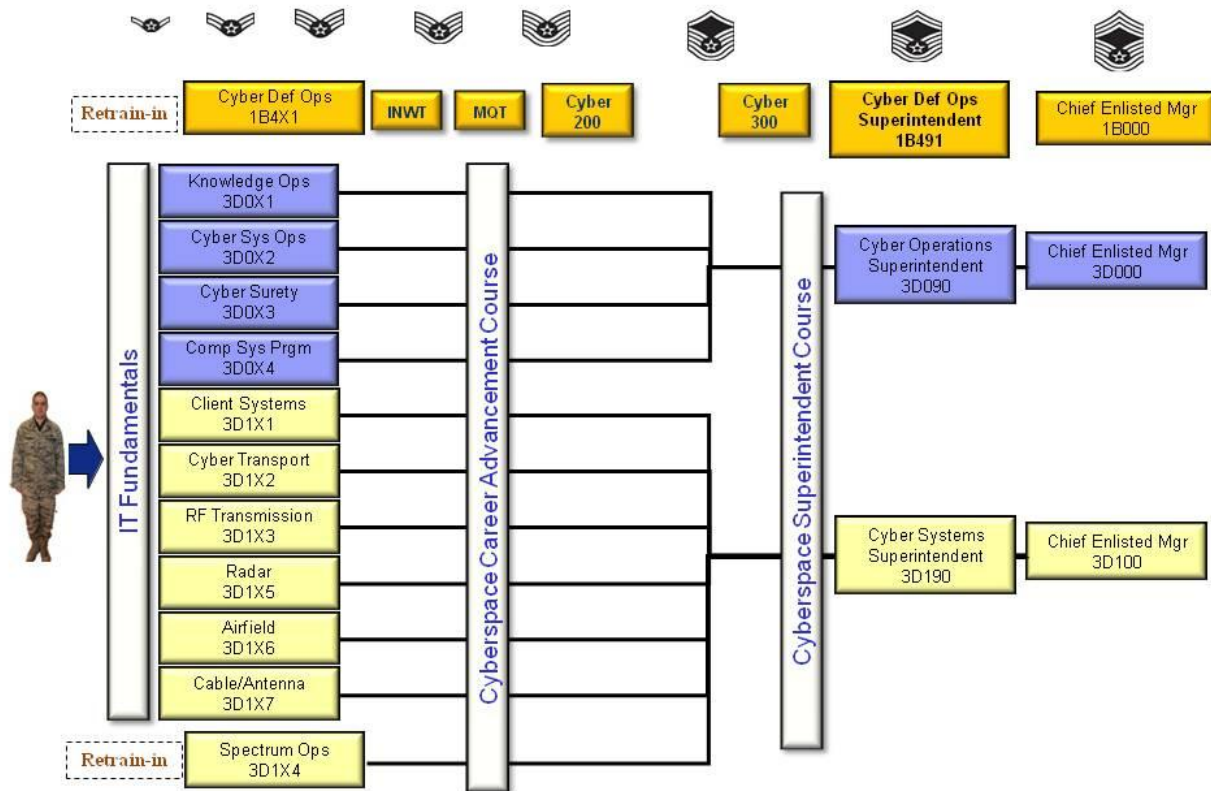 Retrain-in
Cyber Def Ops
1B4X1
INWT
MQT
Cyber
200
Cyber
300
Cyber Def Ops
Superintendent
1B491
Chief Enlisted Mgr
1B000
IT Fundamentals
Knowledge Ops
3D0X1
Cyber Sys Ops
3D0X2
Cyber Surety
3D0X3
Comp Sys Prgm
3D0X4
Client Systems
3D1X1
Cyber Transport
3D1X2
RF Transmission
3D1X3
Radar
3D1X5
Airfield
3D1X6
Cable/Antenna
3D1X7
Retrain-in
Spectrum Ops
3D1X4
Cyberspace Career Advancement Course
Cyberspace Superintendent Course
Cyber Operations
Superintendent
3D090
Chief Enlisted Mgr
3D000
Cyber Systems
Superintendent
3D190
Chief Enlisted Mgr
3D100